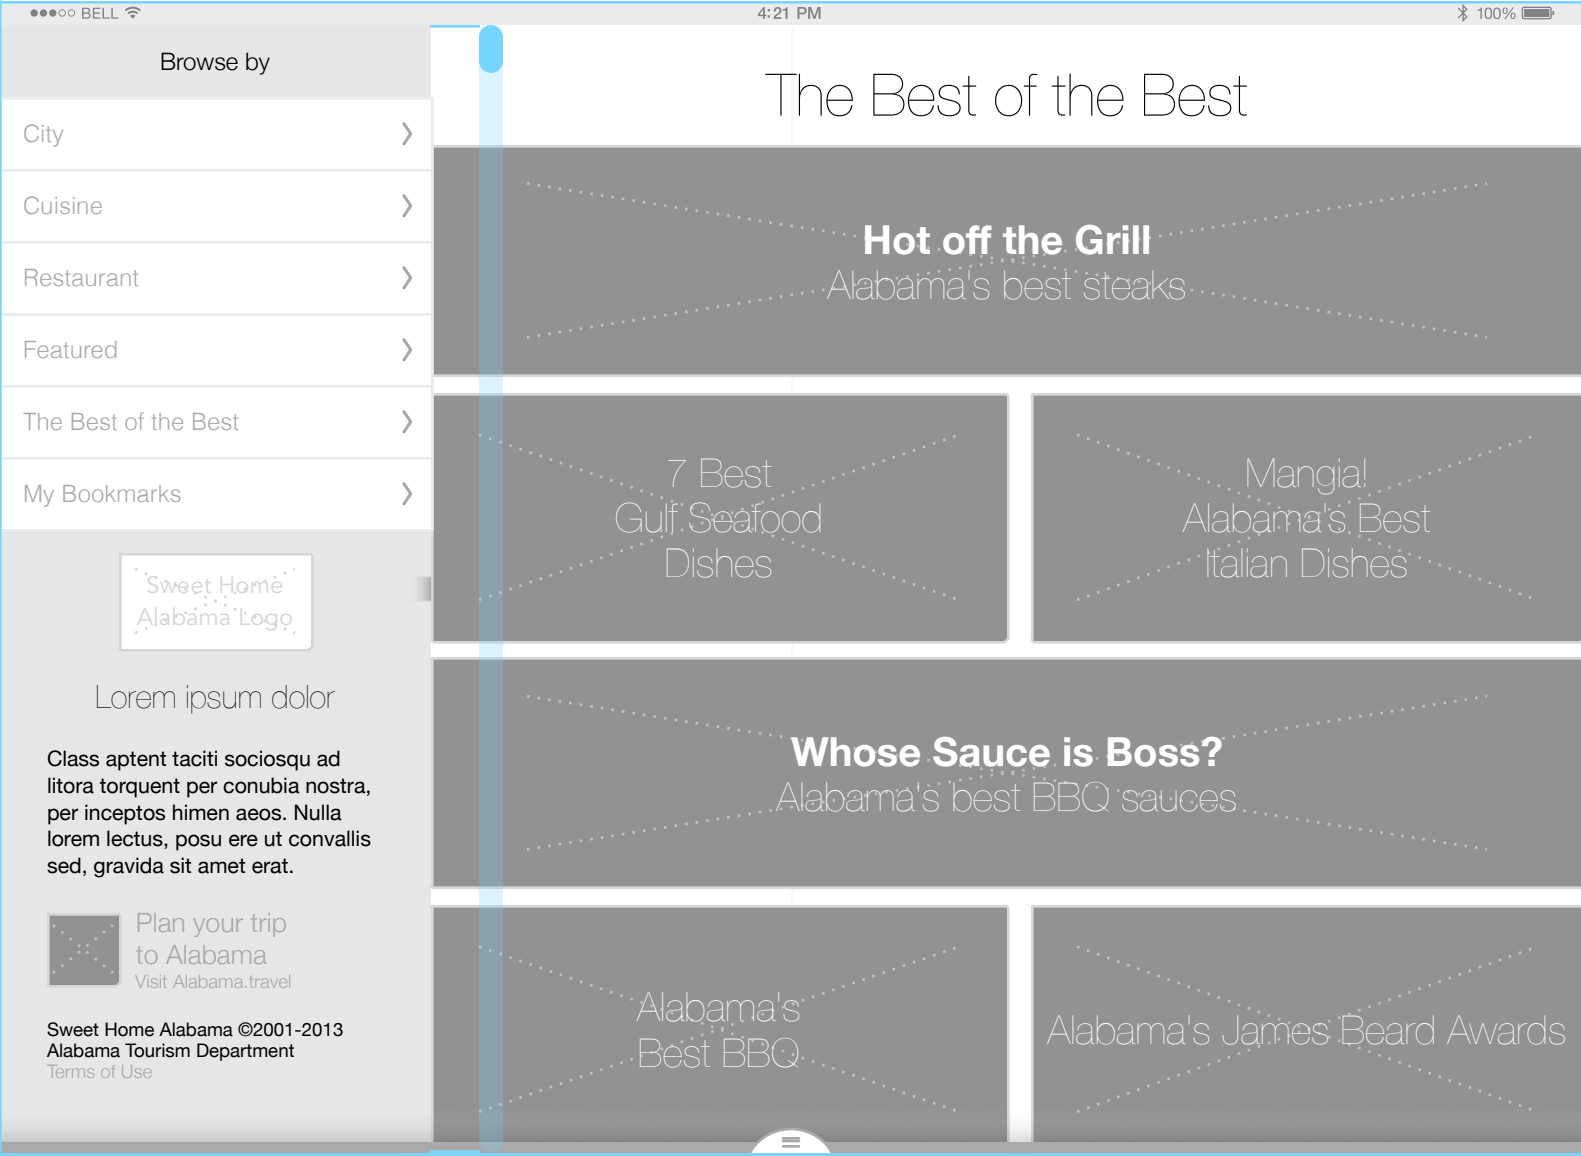 BELL
4:21 PM
100%
Browse by
City
Cuisine
Restaurant
Featured
The Best of the Best
My Bookmarks
Sweet Home
Alabama Logo
Lorem ipsum dolor
Class aptent taciti sociosqu ad
litora torquent per conubia nostra,
per inceptos himen aeos. Nulla
lorem lectus, posu ere ut convallis
sed, gravida sit amet erat.
Plan your trip
to Alabama
Visit Alabama.travel
Sweet Home Alabama ©2001-2013
Alabama Tourism Department
Terms of Use
The Best of the Best
Hot off the Grill
Alabama's best steaks
7 Best
Gulf Seafood
Dishes
Mangia!
Alabama's Best
Italian Dishes
Whose Sauce is Boss?
Alabama's best BBQ sauces
Alabama's
Best BBQ
Alabama's James Beard Awards